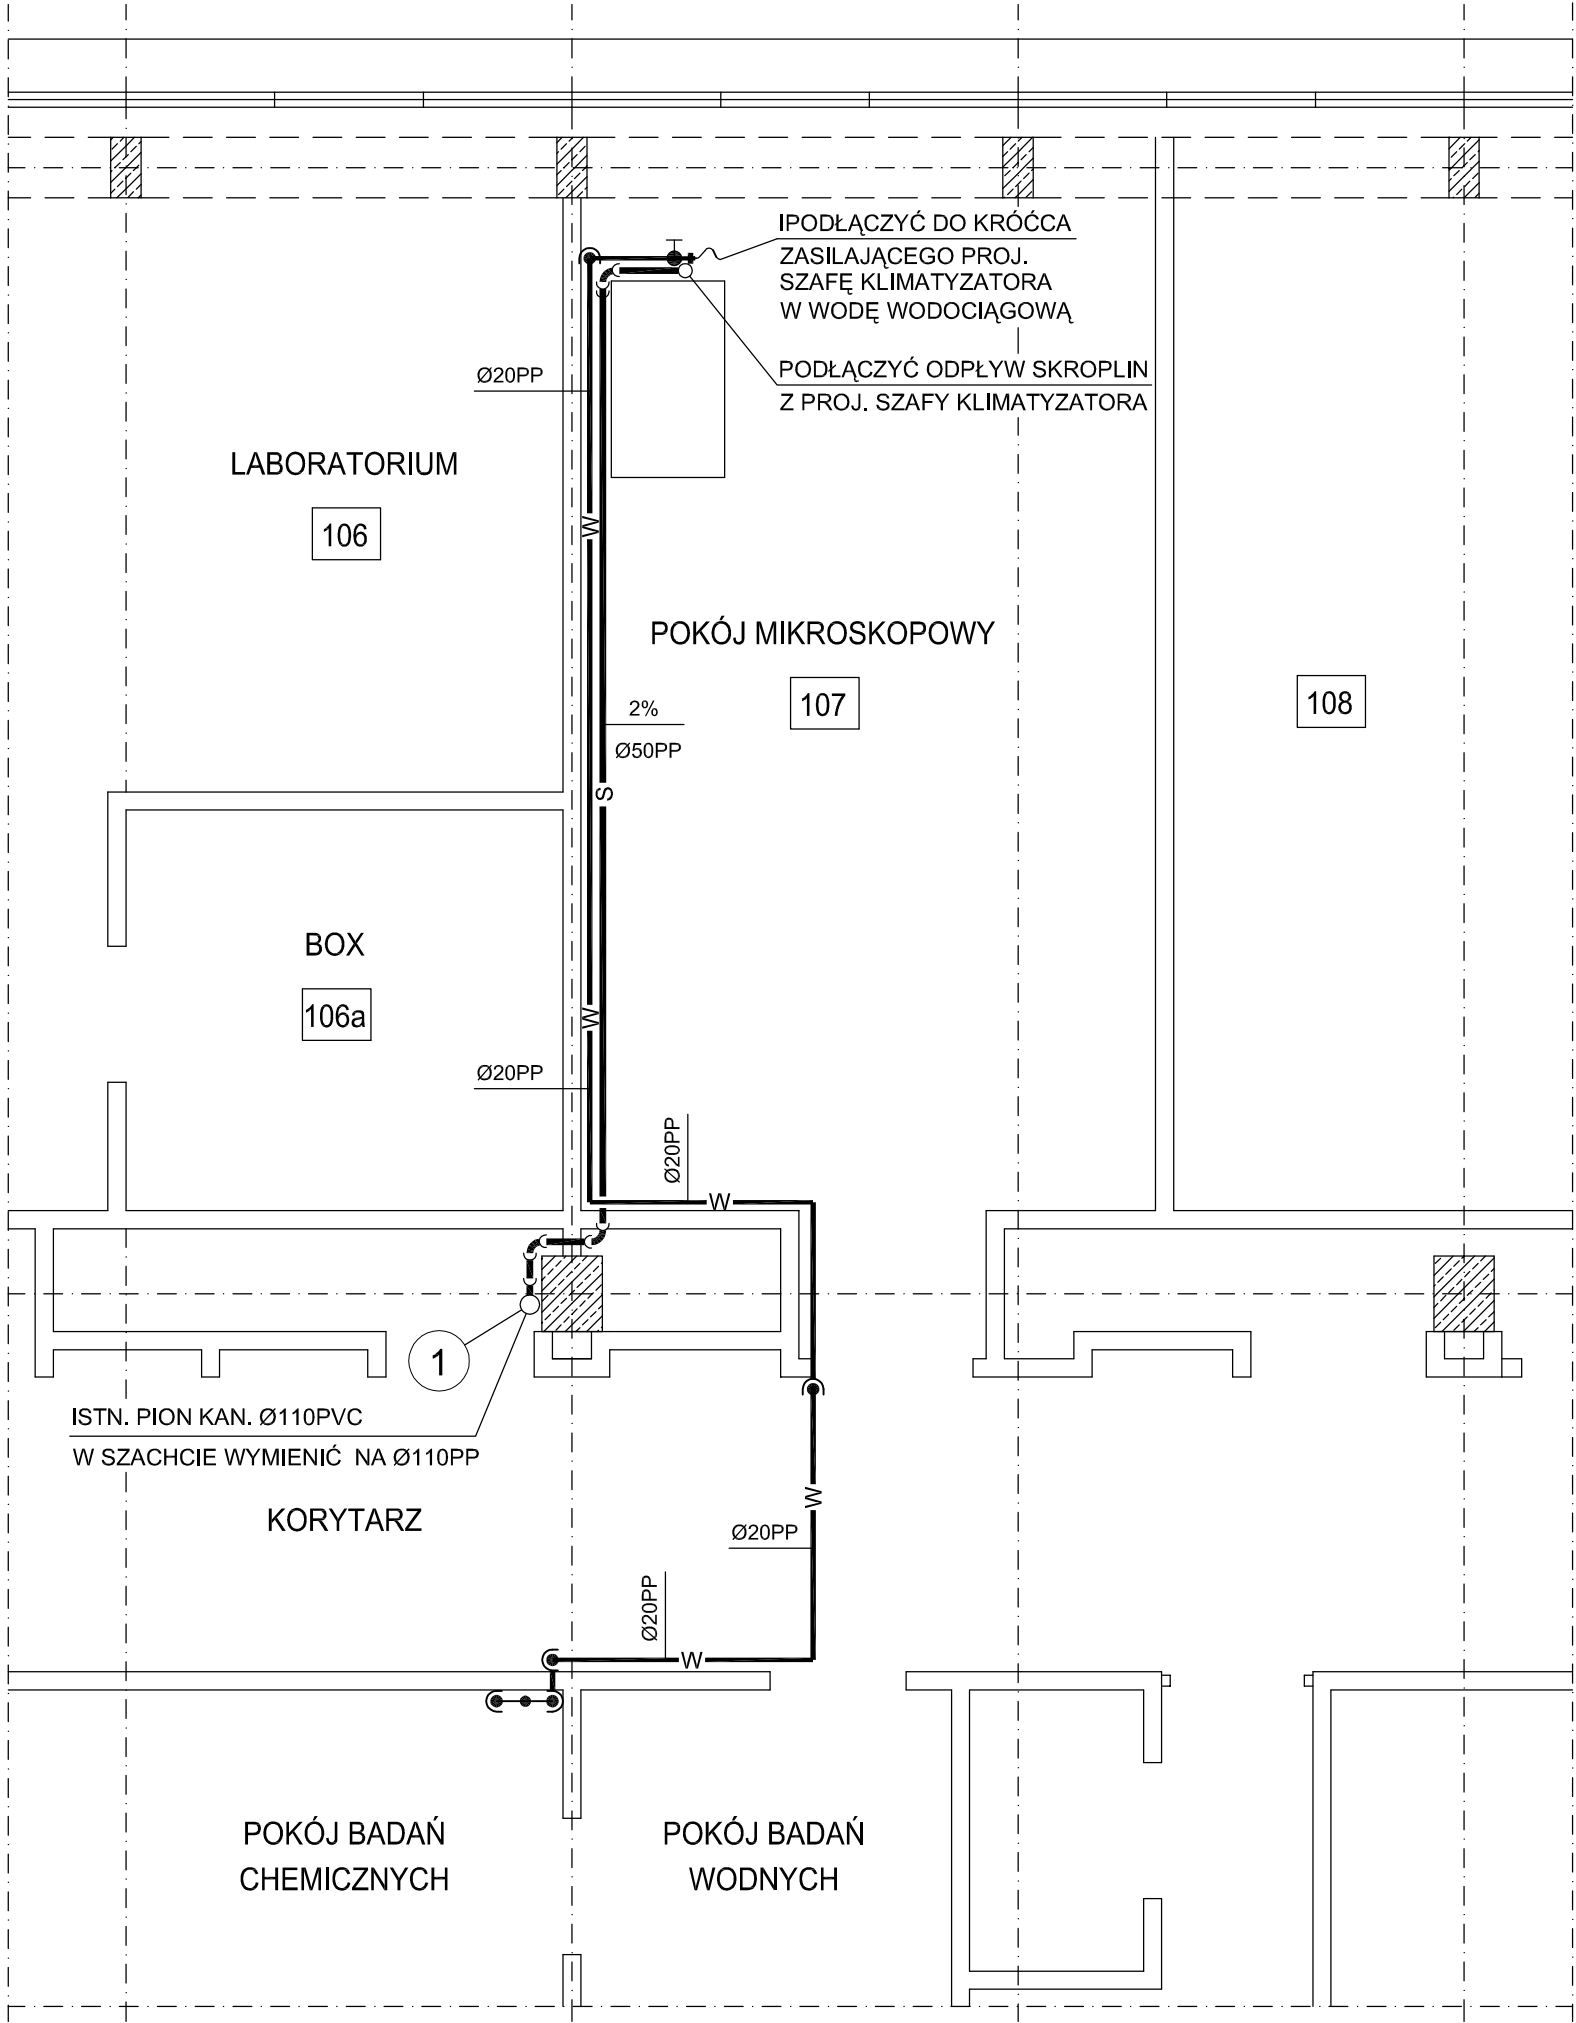 IPODŁĄCZYĆ DO KRÓĆCA
ZASILAJĄCEGO PROJ.
SZAFĘ KLIMATYZATORA
W WODĘ WODOCIĄGOWĄ
PODŁĄCZYĆ ODPŁYW SKROPLIN
Z PROJ. SZAFY KLIMATYZATORA
Ø20PP
LABORATORIUM
106
W
POKÓJ MIKROSKOPOWY
107
108
2%
Ø50PP
S
BOX
106a
W
Ø20PP
Ø20PP
W
1
ISTN. PION KAN. Ø110PVC
W SZACHCIE WYMIENIĆ NA Ø110PP
KORYTARZ
W
Ø20PP
Ø20PP
W
POKÓJ BADAŃ
CHEMICZNYCH
POKÓJ BADAŃ
WODNYCH